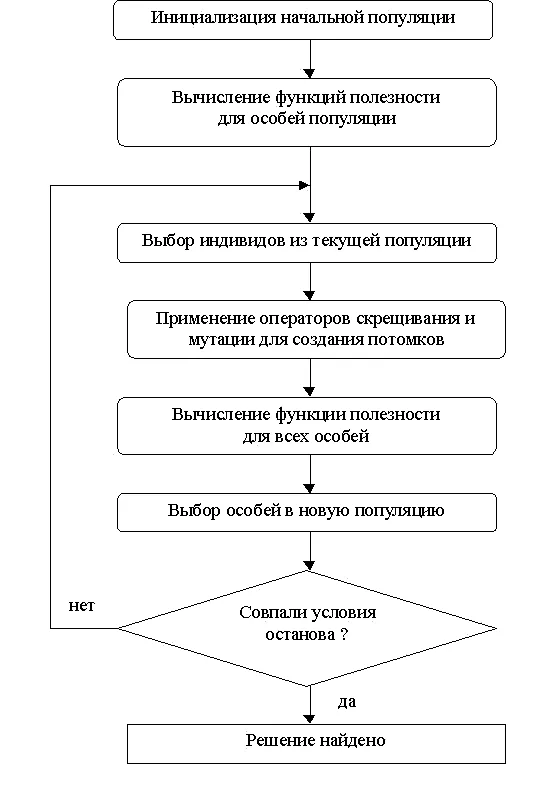 Инициализация начальной популяции
Вычисление функций полезности
для особей популяции
Выбор индивидов из текущей популяции
Применение операторов скрещивания и
мутации для создания потомков
Вычисление функции полезности
для всех особей
Выбор особей в новую популяцию
Совпали условия
останова ?
нет
да
Решение найдено